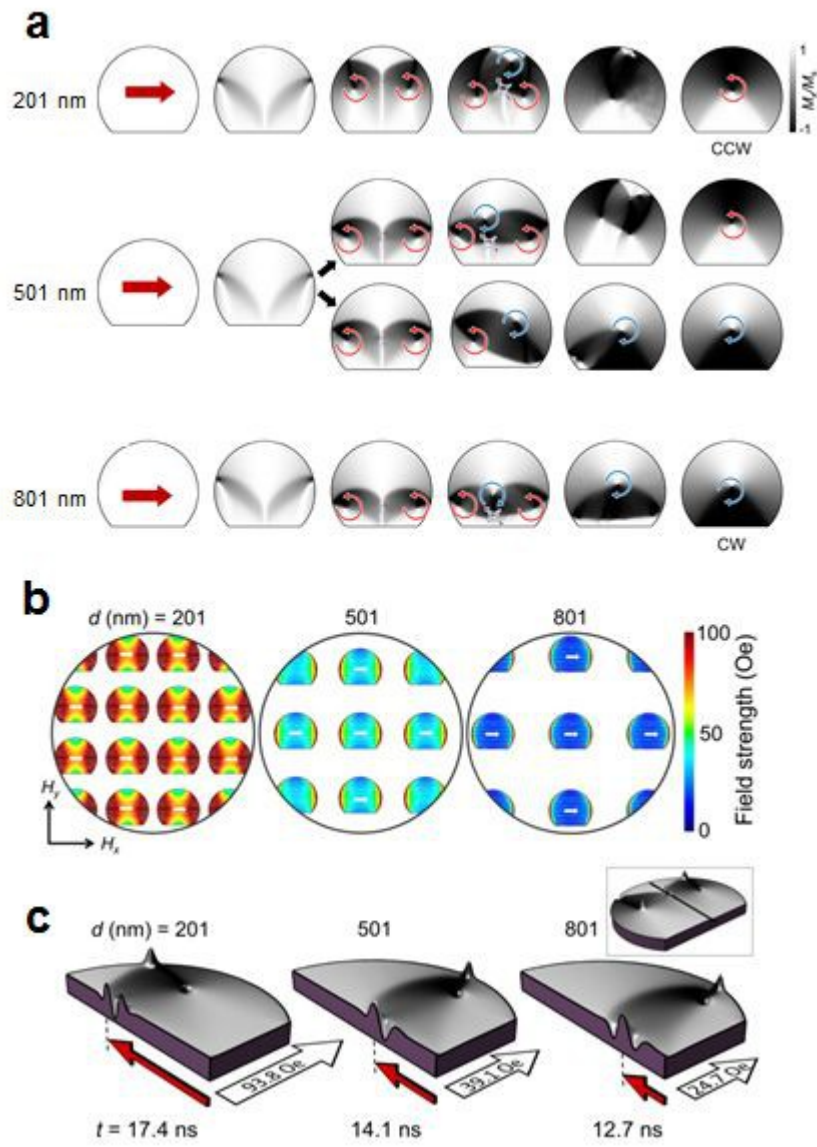 a
201 nm
1
Mx/Ms
-1
CCW
501 nm
801 nm
CW
b
d (nm) = 201
501
801
100
50
0
Field strength (Oe)
Hy
Hx
c
d (nm) = 201
501
801
93.8 Oe
39.1 Oe
24.7 Oe
t = 17.4 ns
14.1 ns
12.7 ns